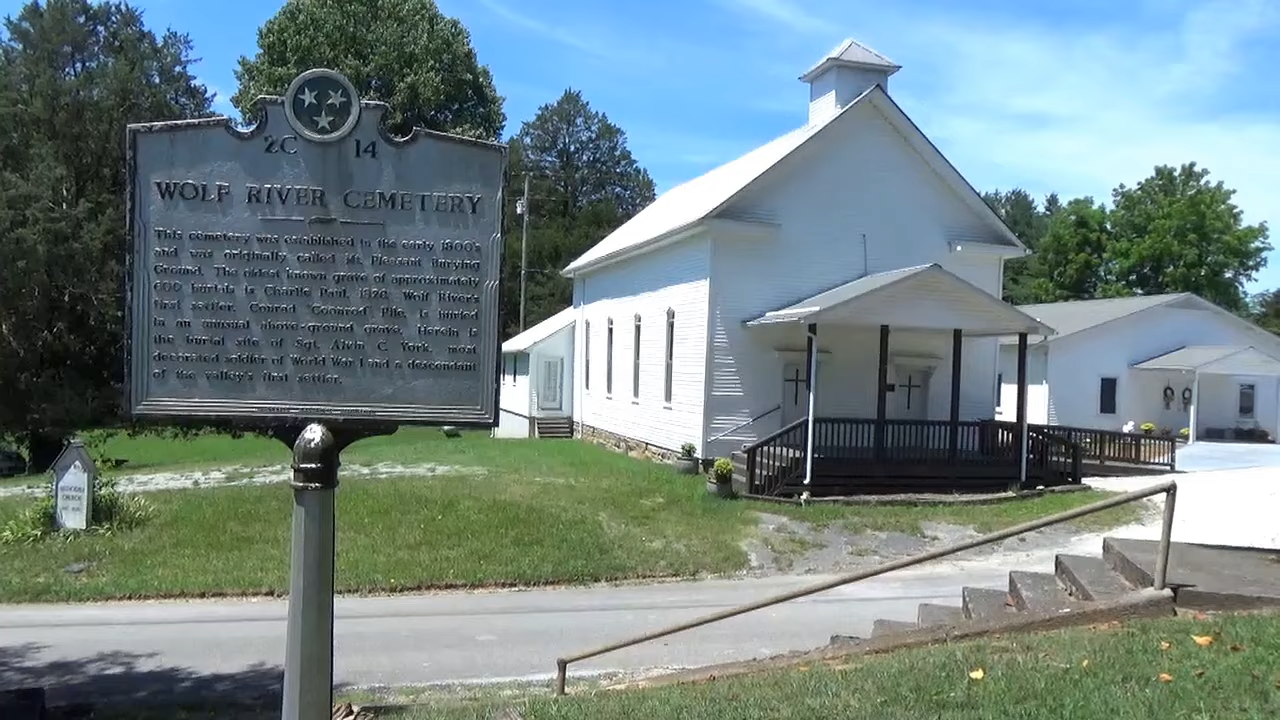 2C 14
WOLF RIVER CEMETERY
This cemetery was established in the early 1800's
and was originally called Mt. Pleasant Burying
Ground. The oldest known grave of approximately
600 burials is Charlie Paul, 1820. Wolf River's
first settler, Conrad "Coonrod" Pile, is buried
in an unusual above-ground grave. Herein is
the burial site of Sgt. Alvin C. York, most
decorated soldier of World War I and a descendant
of the valley's first settler.
METHODIST
CHURCH